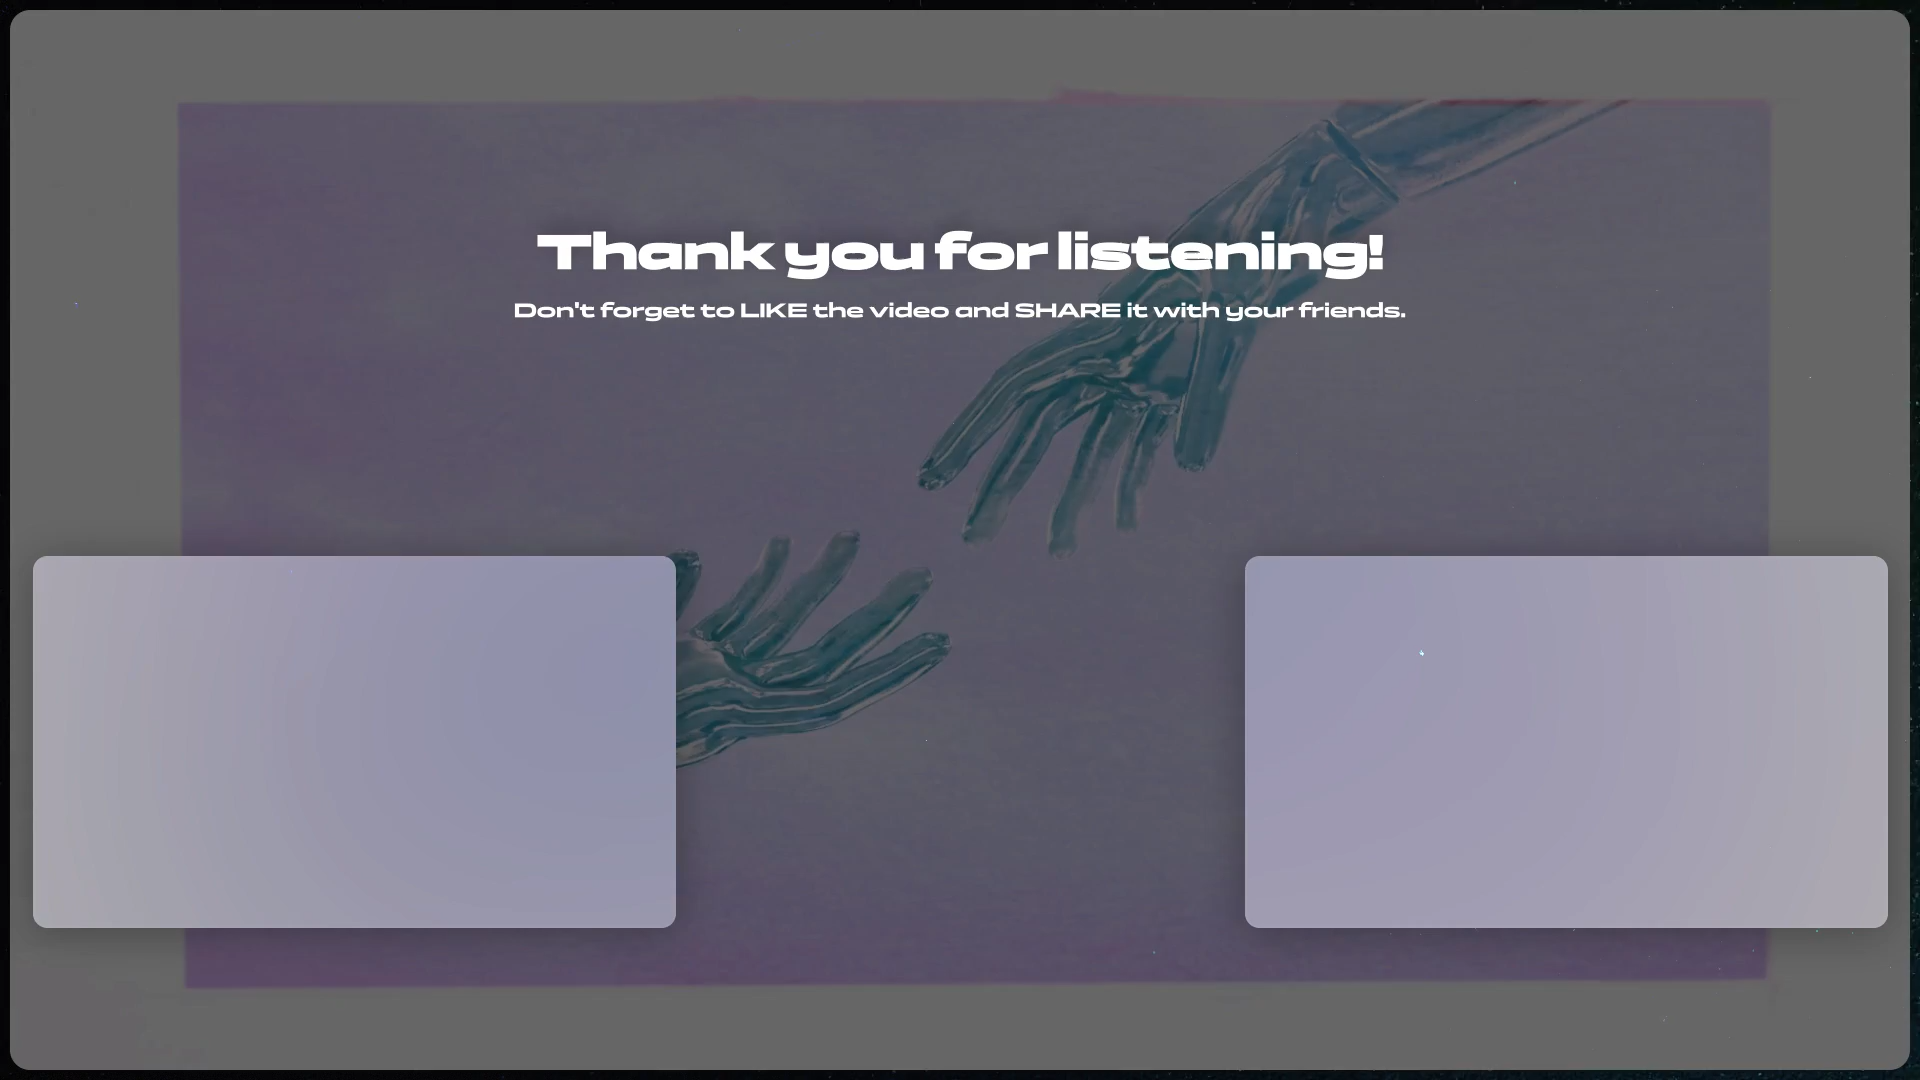 Thank you for listening!
Don't forget to LIKE the video and SHARE it with your friends.